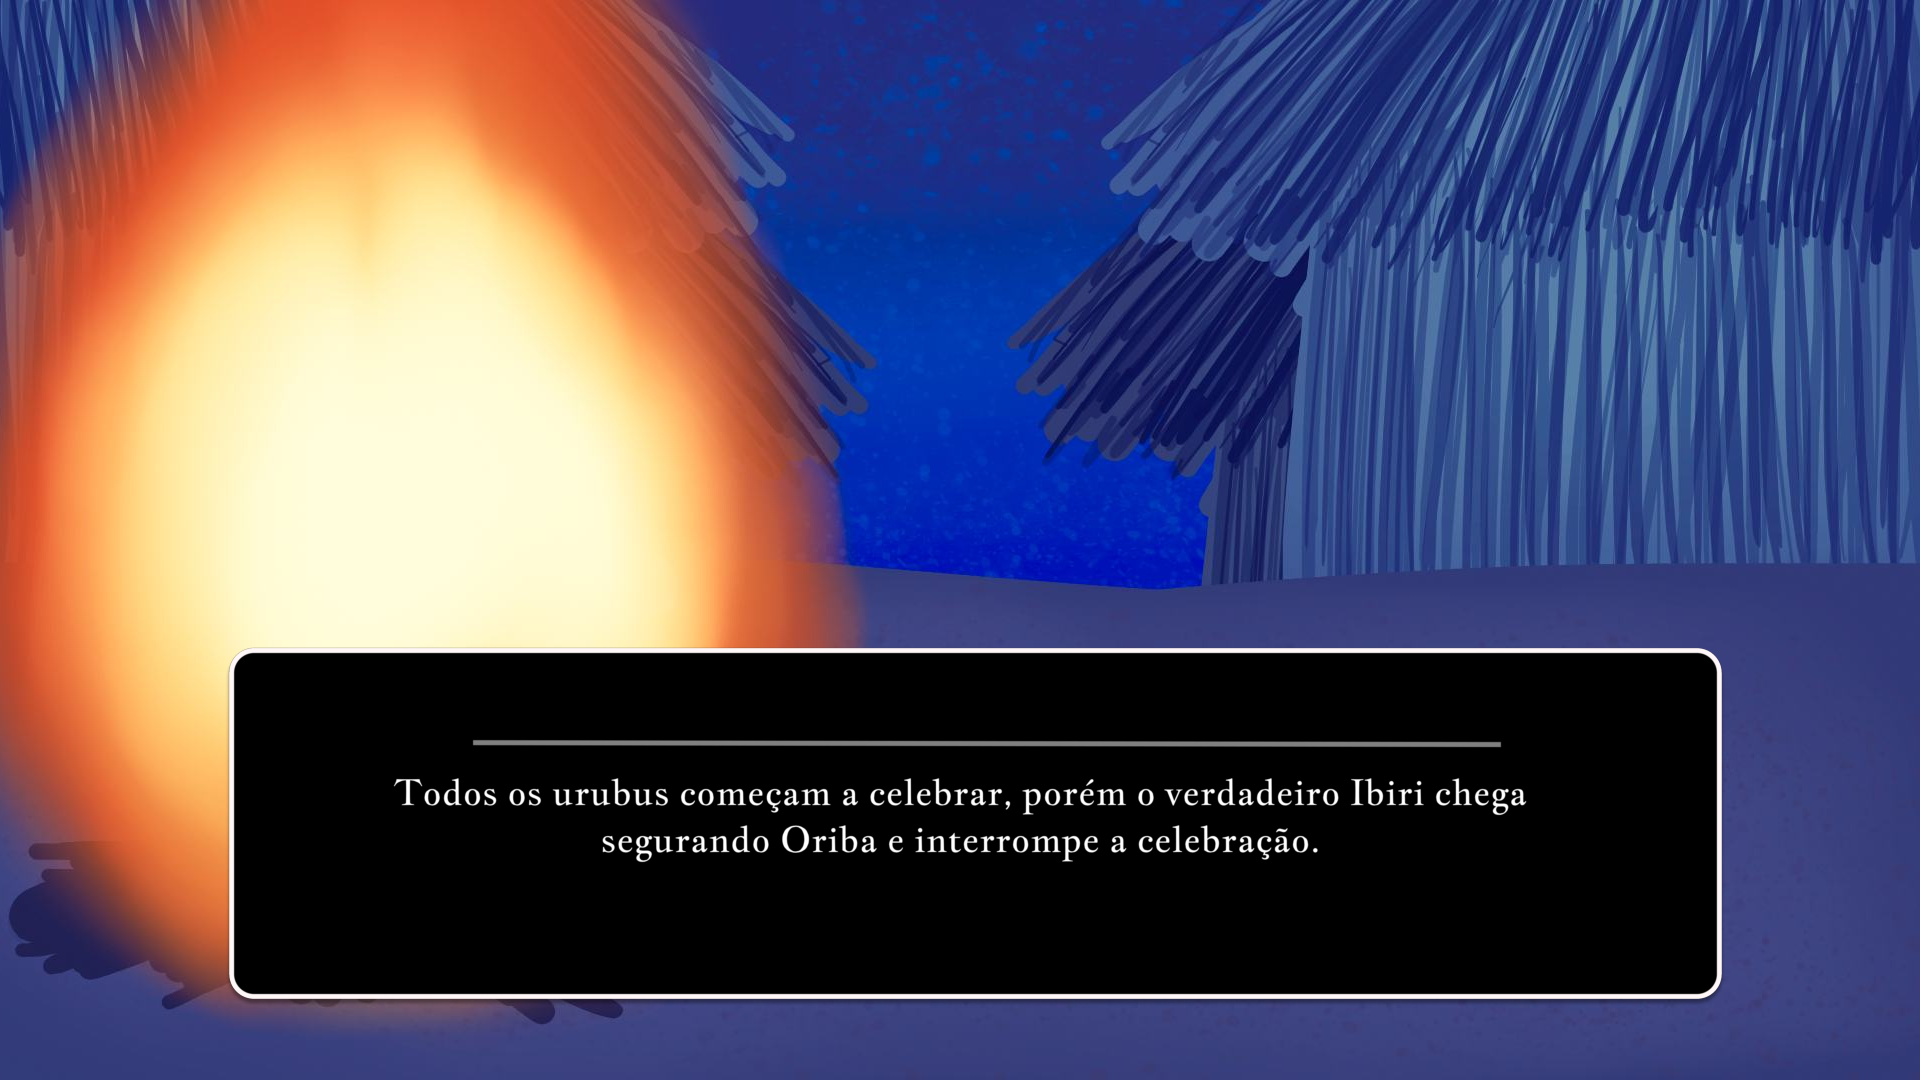 Todos os urubus começam a celebrar, porém o verdadeiro Ibiri chega
segurando Oriba e interrompe a celebração.